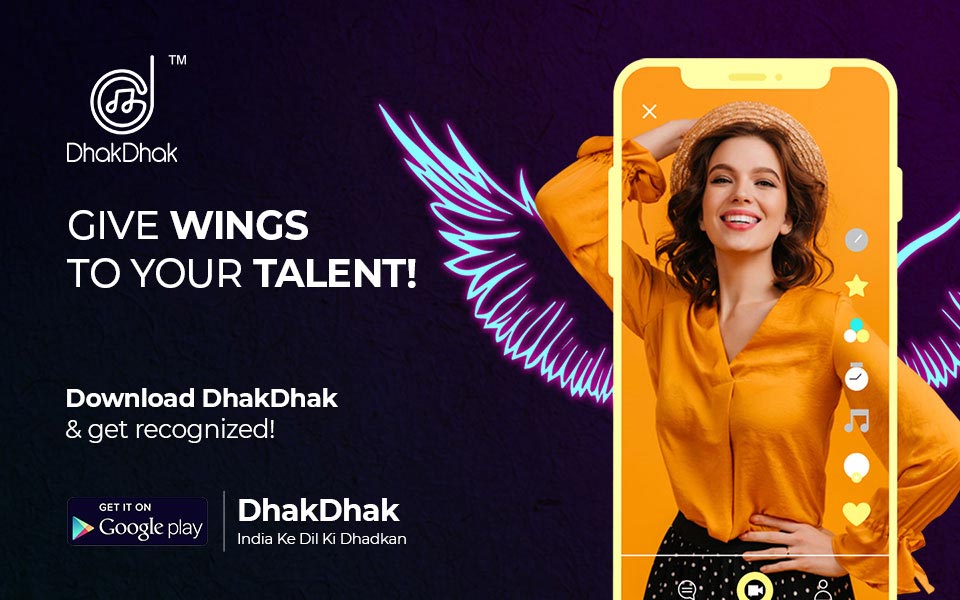 TM
DhakDhak
GIVE WINGS
TO YOUR TALENT!
Download DhakDhak
& get recognized!
GET IT ON
Google play
DhakDhak
India Ke Dil Ki Dhadkan